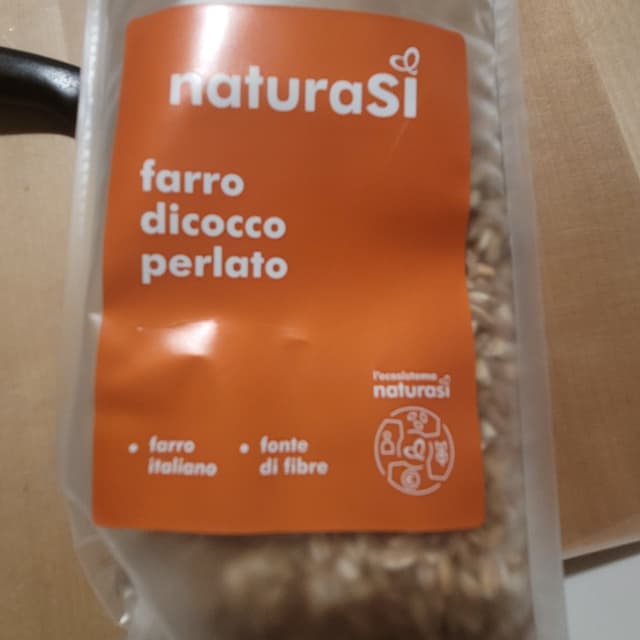 naturasì
farro
dicocco
perlato
l'ecosistema
naturasì
• farro
italiano
• fonte
di fibre